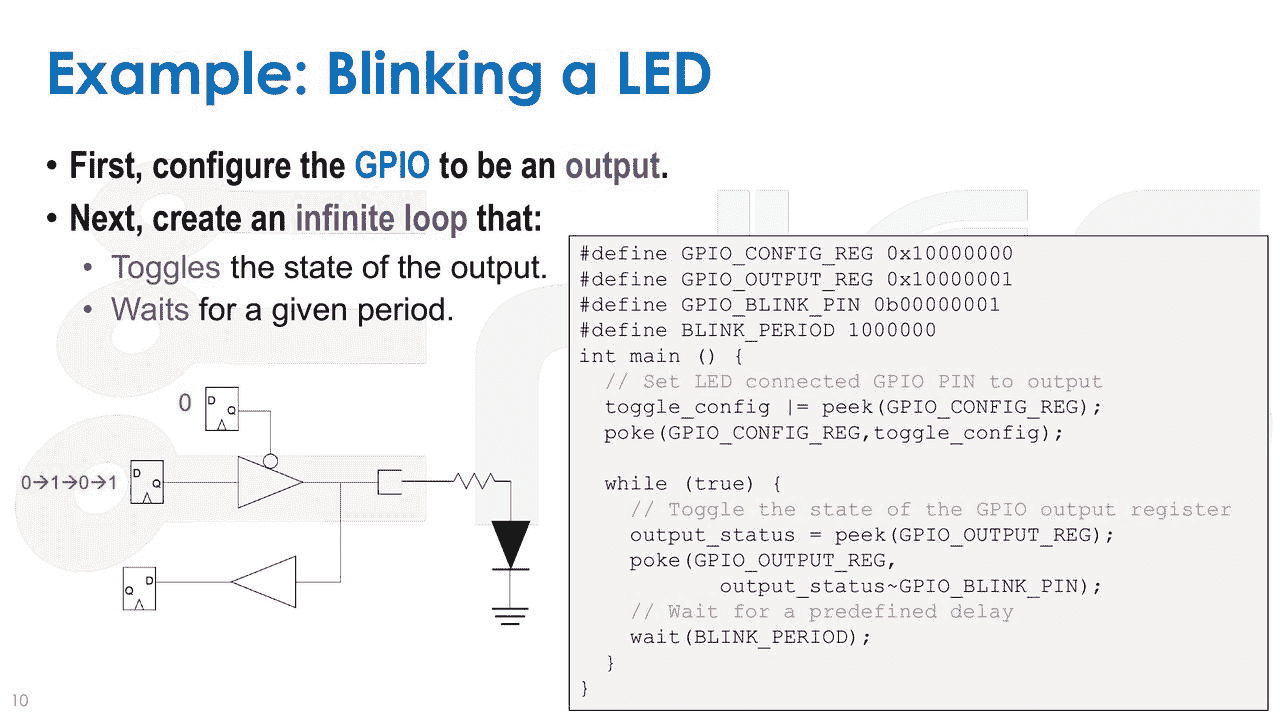 Example: Blinking a LED
• First, configure the GPIO to be an output.
• Next, create an infinite loop that:
• Toggles the state of the output.
• Waits for a given period.
0
D
Q
0→1→0→1
D
Q
Q
D
#define GPIO_CONFIG_REG 0x10000000
#define GPIO_OUTPUT_REG 0x10000001
#define GPIO_BLINK_PIN 0b00000001
#define BLINK_PERIOD 1000000
int main () {
  // Set LED connected GPIO PIN to output
  toggle_config |= peek(GPIO_CONFIG_REG);
  poke(GPIO_CONFIG_REG,toggle_config);
  while (true) {
    // Toggle the state of the GPIO output register
    output_status = peek(GPIO_OUTPUT_REG);
    poke(GPIO_OUTPUT_REG,
           output_status~GPIO_BLINK_PIN);
    // Wait for a predefined delay
    wait(BLINK_PERIOD);
  }
}
10